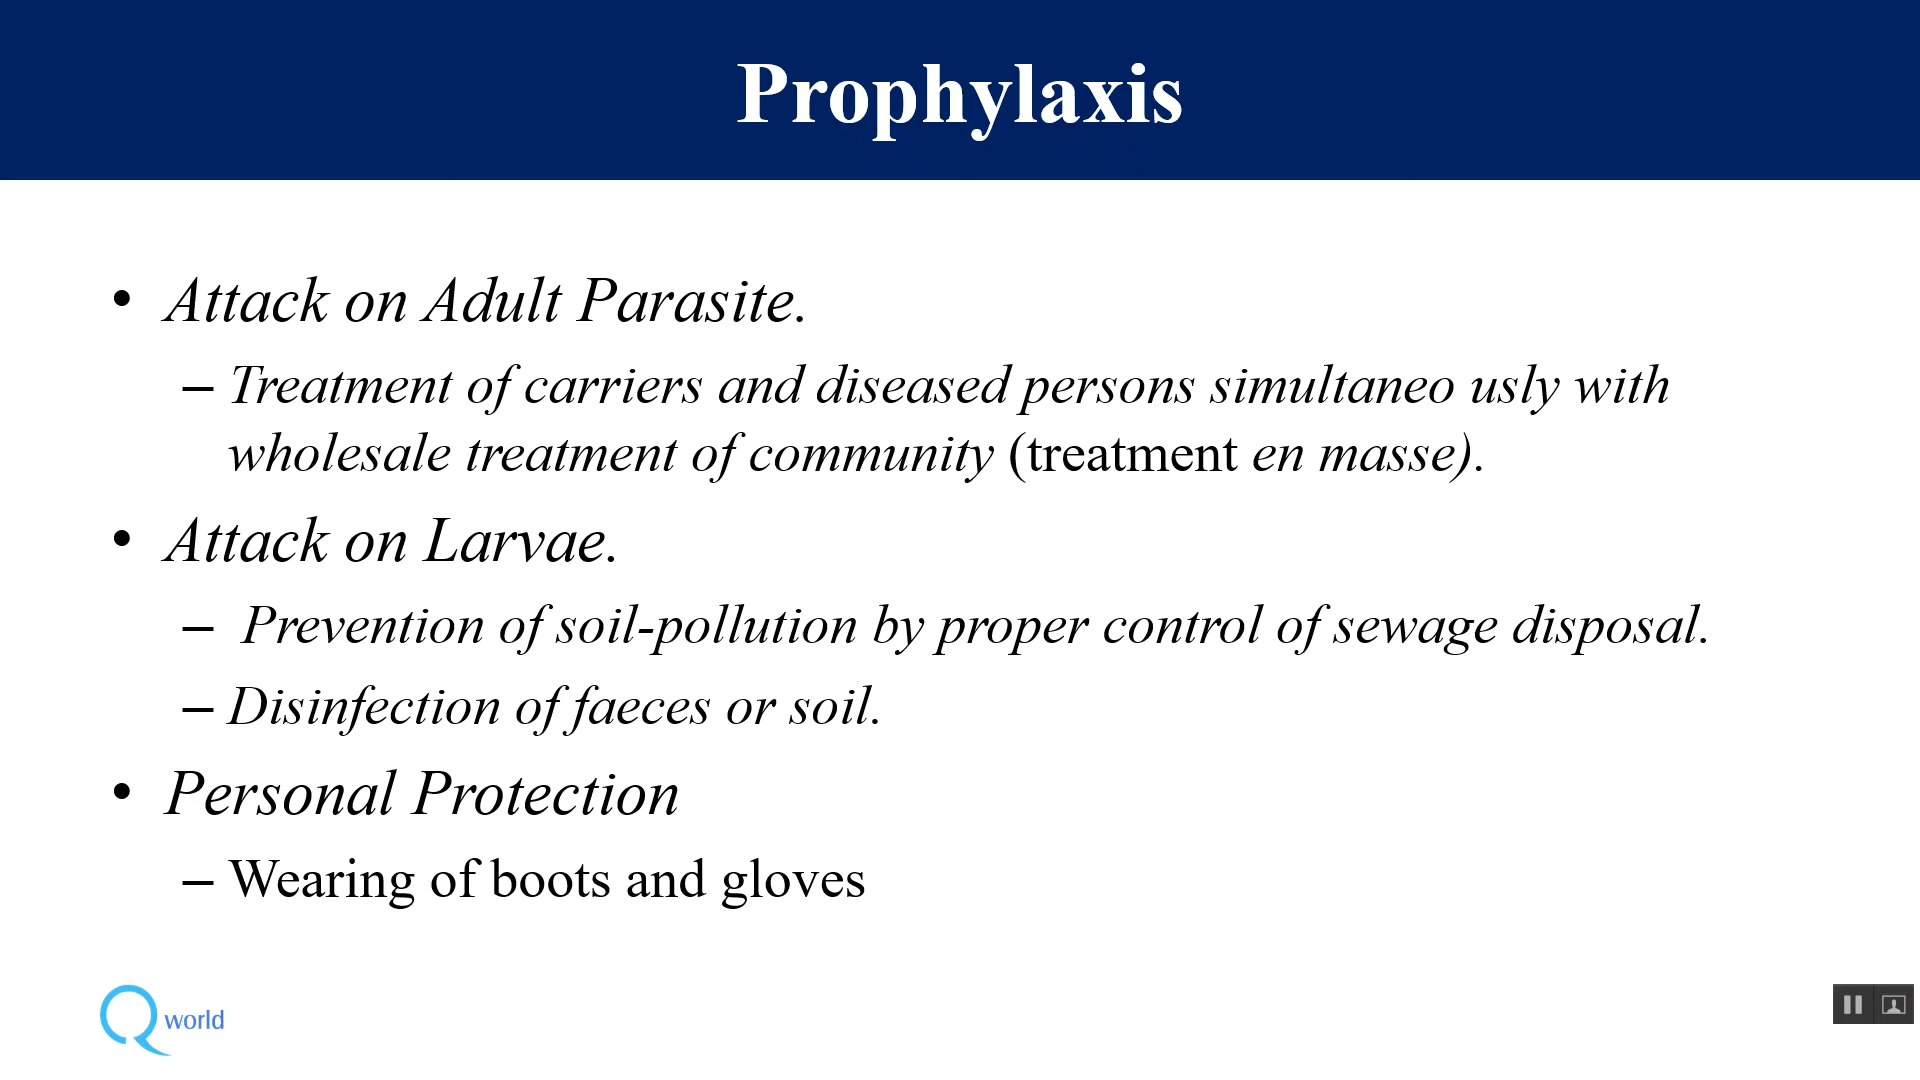 Prophylaxis
• Attack on Adult Parasite.
– Treatment of carriers and diseased persons simultaneo usly with
wholesale treatment of community (treatment en masse).
• Attack on Larvae.
– Prevention of soil-pollution by proper control of sewage disposal.
– Disinfection of faeces or soil.
• Personal Protection
– Wearing of boots and gloves
Q world